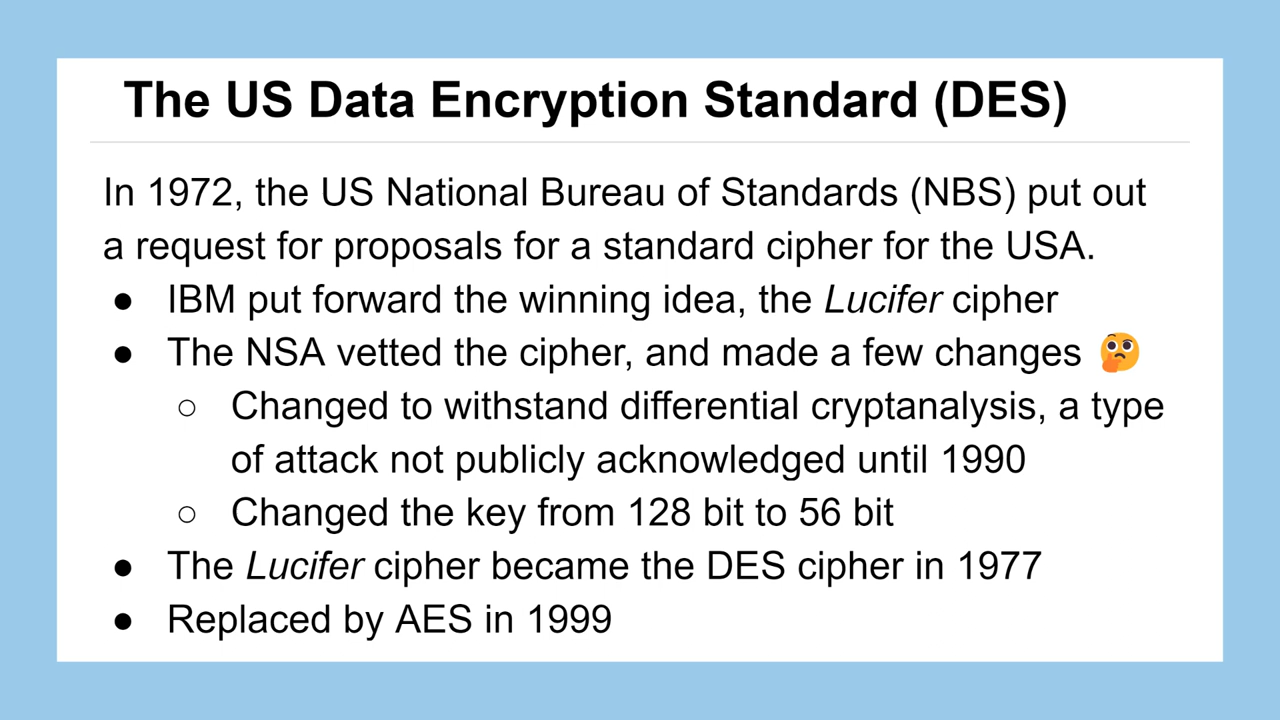 The US Data Encryption Standard (DES)
In 1972, the US National Bureau of Standards (NBS) put out
a request for proposals for a standard cipher for the USA.
● IBM put forward the winning idea, the Lucifer cipher
● The NSA vetted the cipher, and made a few changes 🤔
○ Changed to withstand differential cryptanalysis, a type
of attack not publicly acknowledged until 1990
○ Changed the key from 128 bit to 56 bit
● The Lucifer cipher became the DES cipher in 1977
● Replaced by AES in 1999